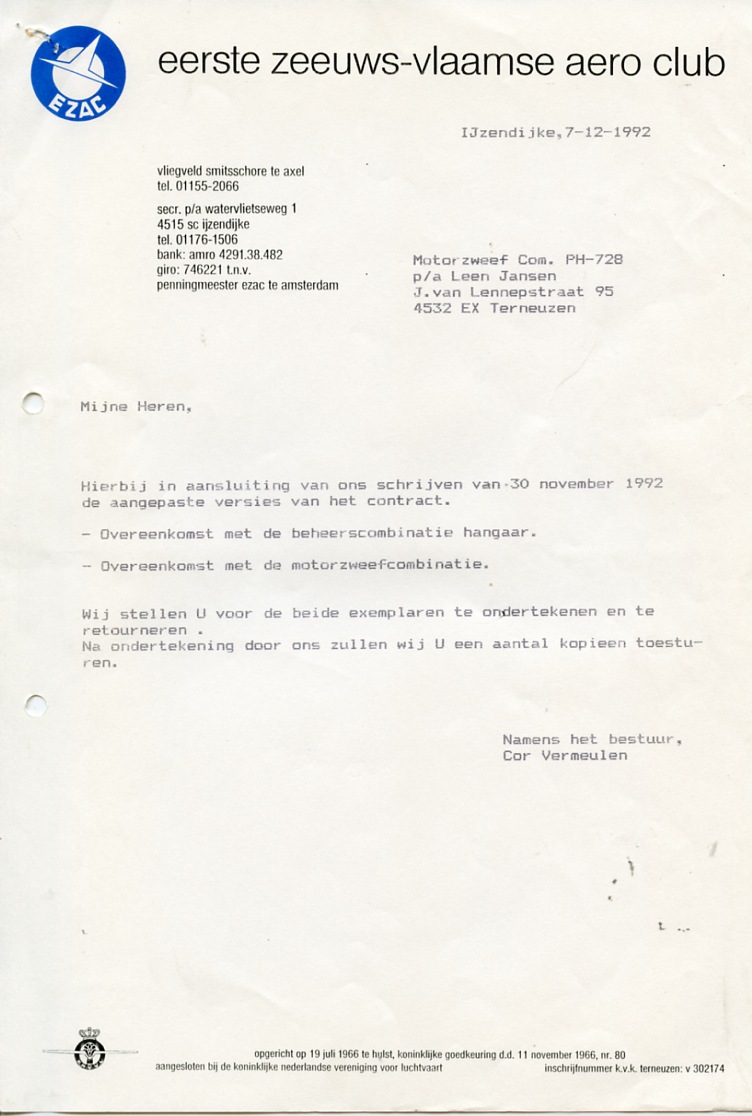 EZAC
eerste zeeuws-vlaamse aero club
IJzendijke,7-12-1992
vliegveld smitsschore te axel
tel. 01155-2066
secr. p/a watervlietseweg 1
4515 sc ijzendijke
tel. 01176-1506
bank: amro 4291.38.482
giro: 746221 t.n.v.
penningmeester ezac te amsterdam
Motorzweef Com. PH-728
p/a Leen Jansen
J.van Lennepstraat 95
4532 EX Terneuzen
Mijne Heren,
Hierbij in aansluiting van ons schrijven van 30 november 1992
de aangepaste versies van het contract.
- Overeenkomst met de beheerscombinatie hangaar.
- Overeenkomst met de motorzweefcombinatie.
Wij stellen U voor de beide exemplaren te ondertekenen en te
retourneren .
Na ondertekening door ons zullen wij U een aantal kopieen toestu-
ren.
Namens het bestuur,
Cor Vermeulen
opgericht op 19 juli 1966 te hulst, koninklijke goedkeuring d.d. 11 november 1966, nr. 80
aangesloten bij de koninklijke nederlandse vereniging voor luchtvaart inschrijfnummer k.v.k. terneuzen: v 302174